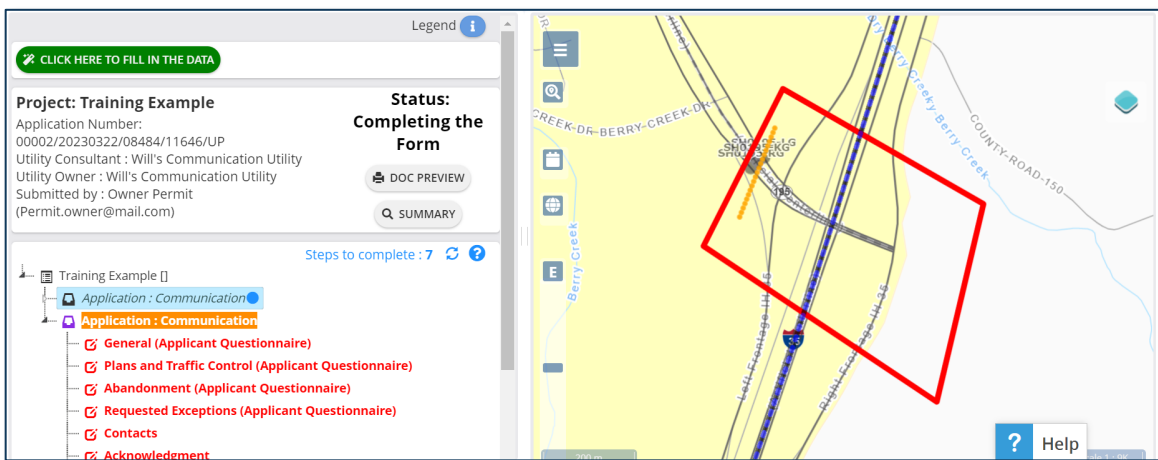 Legend i
CLICK HERE TO FILL IN THE DATA
Project: Training Example
Application Number:
00002/20230322/08484/11646/UP
Utility Consultant : Will's Communication Utility
Utility Owner : Will's Communication Utility
Submitted by : Owner Permit
(Permit.owner@mail.com)
Status:
Completing the
Form
DOC PREVIEW
SUMMARY
Steps to complete : 7 ?
Training Example []
Application : Communication
Application : Communication
General (Applicant Questionnaire)
Plans and Traffic Control (Applicant Questionnaire)
Abandonment (Applicant Questionnaire)
Requested Exceptions (Applicant Questionnaire)
Contacts
Acknowledgment
E
CREEK-DR
BERRY-CREEK-DR
Berry-Creek
Berry-Creek
COUNTY-ROAD-150
195
Left-Frontage-IH-35
Right-Frontage-IH-35
35
200 m
? Help